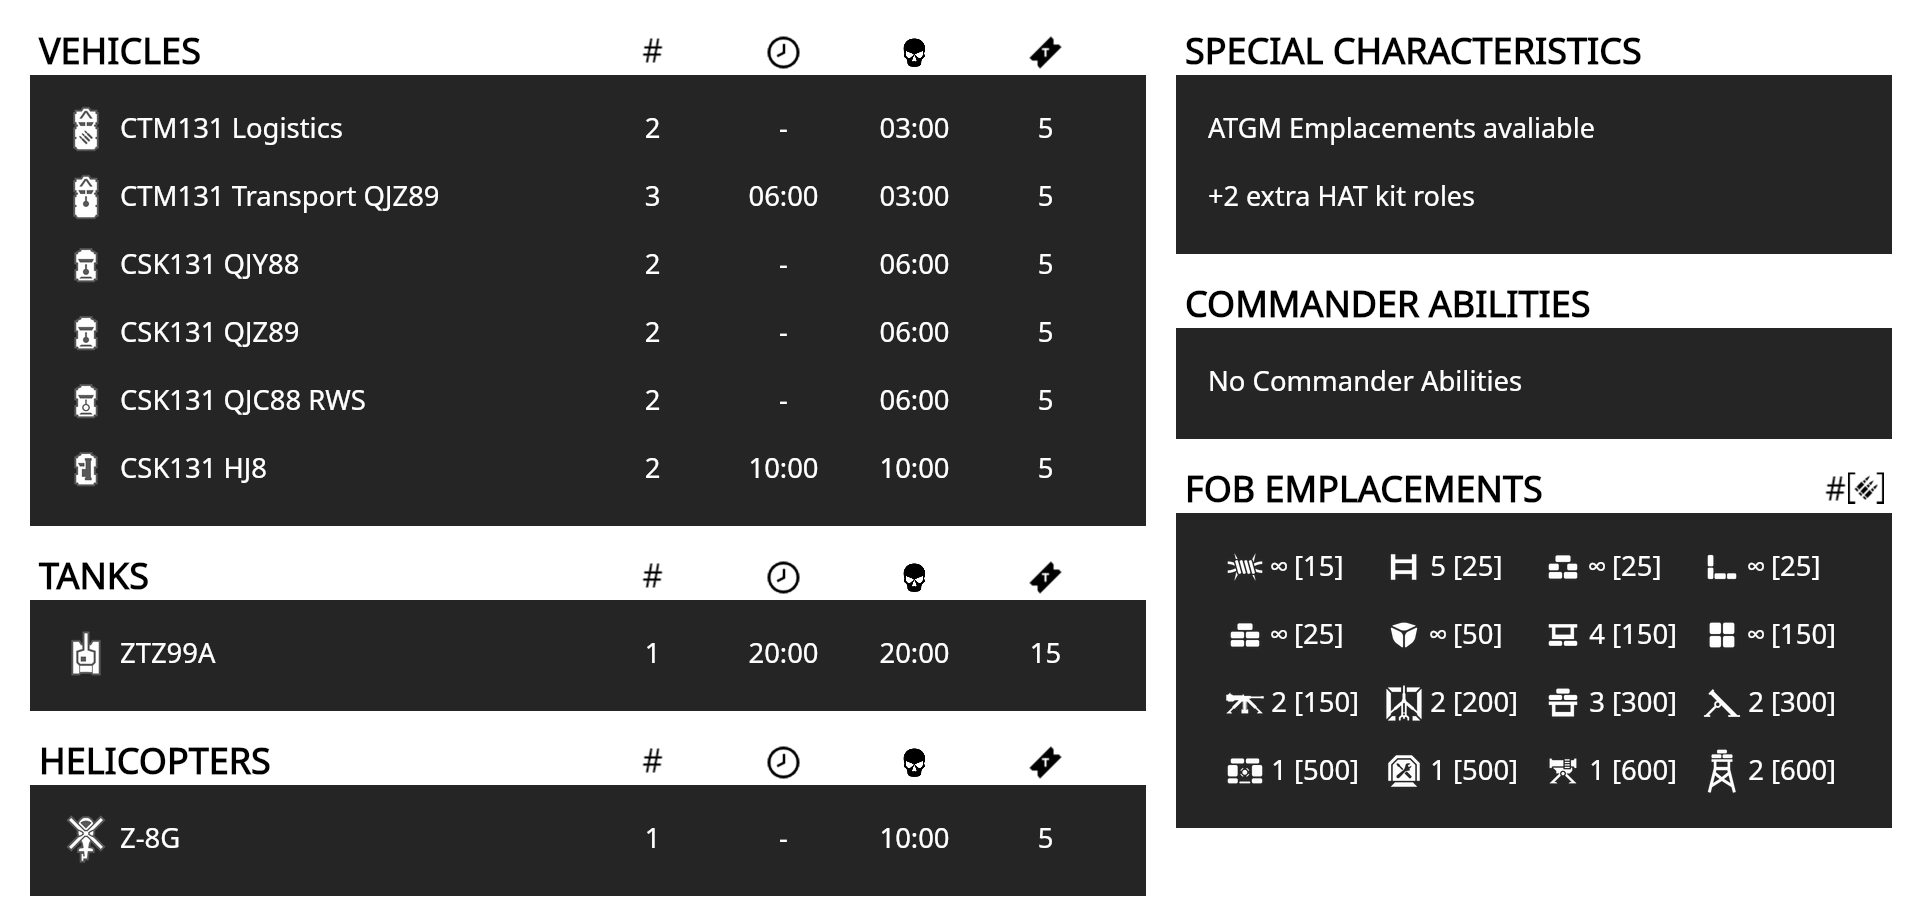 VEHICLES #
CTM131 Logistics 2 - 03:00 5
CTM131 Transport QJZ89 3 06:00 03:00 5
CSK131 QJY88 2 - 06:00 5
CSK131 QJZ89 2 - 06:00 5
CSK131 QJC88 RWS 2 - 06:00 5
CSK131 HJ8 2 10:00 10:00 5
TANKS #
ZTZ99A 1 20:00 20:00 15
HELICOPTERS #
Z-8G 1 - 10:00 5
SPECIAL CHARACTERISTICS
ATGM Emplacements avaliable
+2 extra HAT kit roles
COMMANDER ABILITIES
No Commander Abilities
FOB EMPLACEMENTS #[]
∞ [15] 5 [25] ∞ [25] ∞ [25]
∞ [25] ∞ [50] 4 [150] ∞ [150]
2 [150] 2 [200] 3 [300] 2 [300]
1 [500] 1 [500] 1 [600] 2 [600]